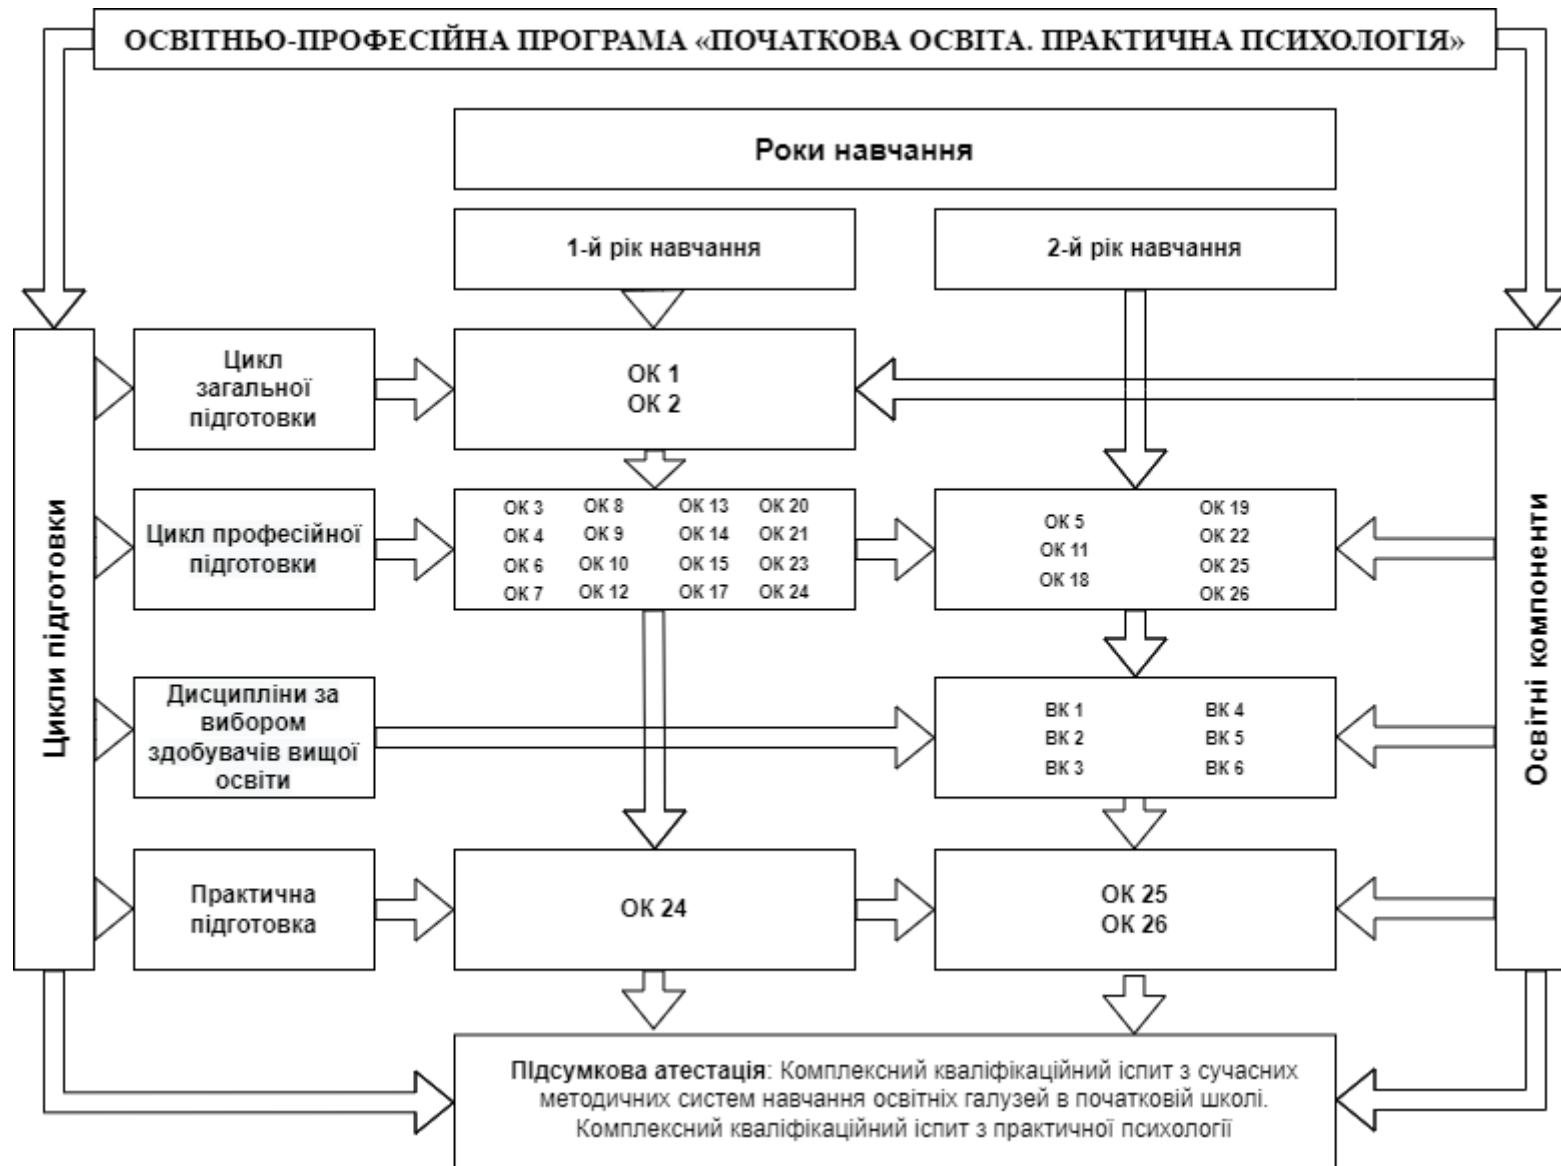 ОСВІТНЬО-ПРОФЕСІЙНА ПРОГРАМА «ПОЧАТКОВА ОСВІТА. ПРАКТИЧНА ПСИХОЛОГІЯ»
Роки навчання
1-й рік навчання
2-й рік навчання
Цикли підготовки
Освітні компоненти
Цикл
загальної
підготовки
ОК 1
ОК 2
Цикл професійної
підготовки
ОК 3
ОК 4
ОК 6
ОК 7
ОК 8
ОК 9
ОК 10
ОК 12
ОК 13
ОК 14
ОК 15
ОК 17
ОК 20
ОК 21
ОК 23
ОК 24
ОК 5
ОК 11
ОК 18
ОК 19
ОК 22
ОК 25
ОК 26
Дисципліни за
вибором
здобувачів вищої
освіти
ВК 1
ВК 2
ВК 3
ВК 4
ВК 5
ВК 6
Практична
підготовка
ОК 24
ОК 25
ОК 26
Підсумкова атестація: Комплексний кваліфікаційний іспит з сучасних
методичних систем навчання освітніх галузей в початковій школі.
Комплексний кваліфікаційний іспит з практичної психології